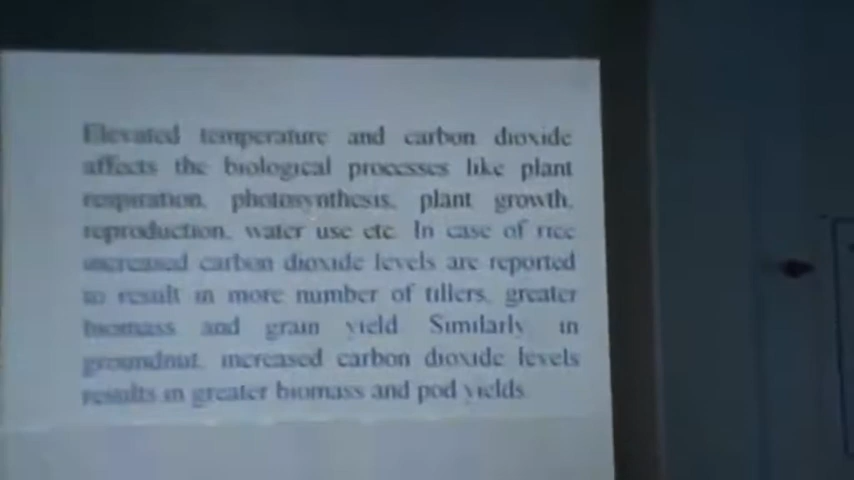 Elevated temperature and carbon dioxide
affects the biological processes like plant
respiration, photosynthesis, plant growth,
reproduction, water use etc. In case of rice
increased carbon dioxide levels are reported
to result in more number of tillers, greater
biomass and grain yield. Similarly, in
groundnut, increased carbon dioxide levels
results in greater biomass and pod yields.